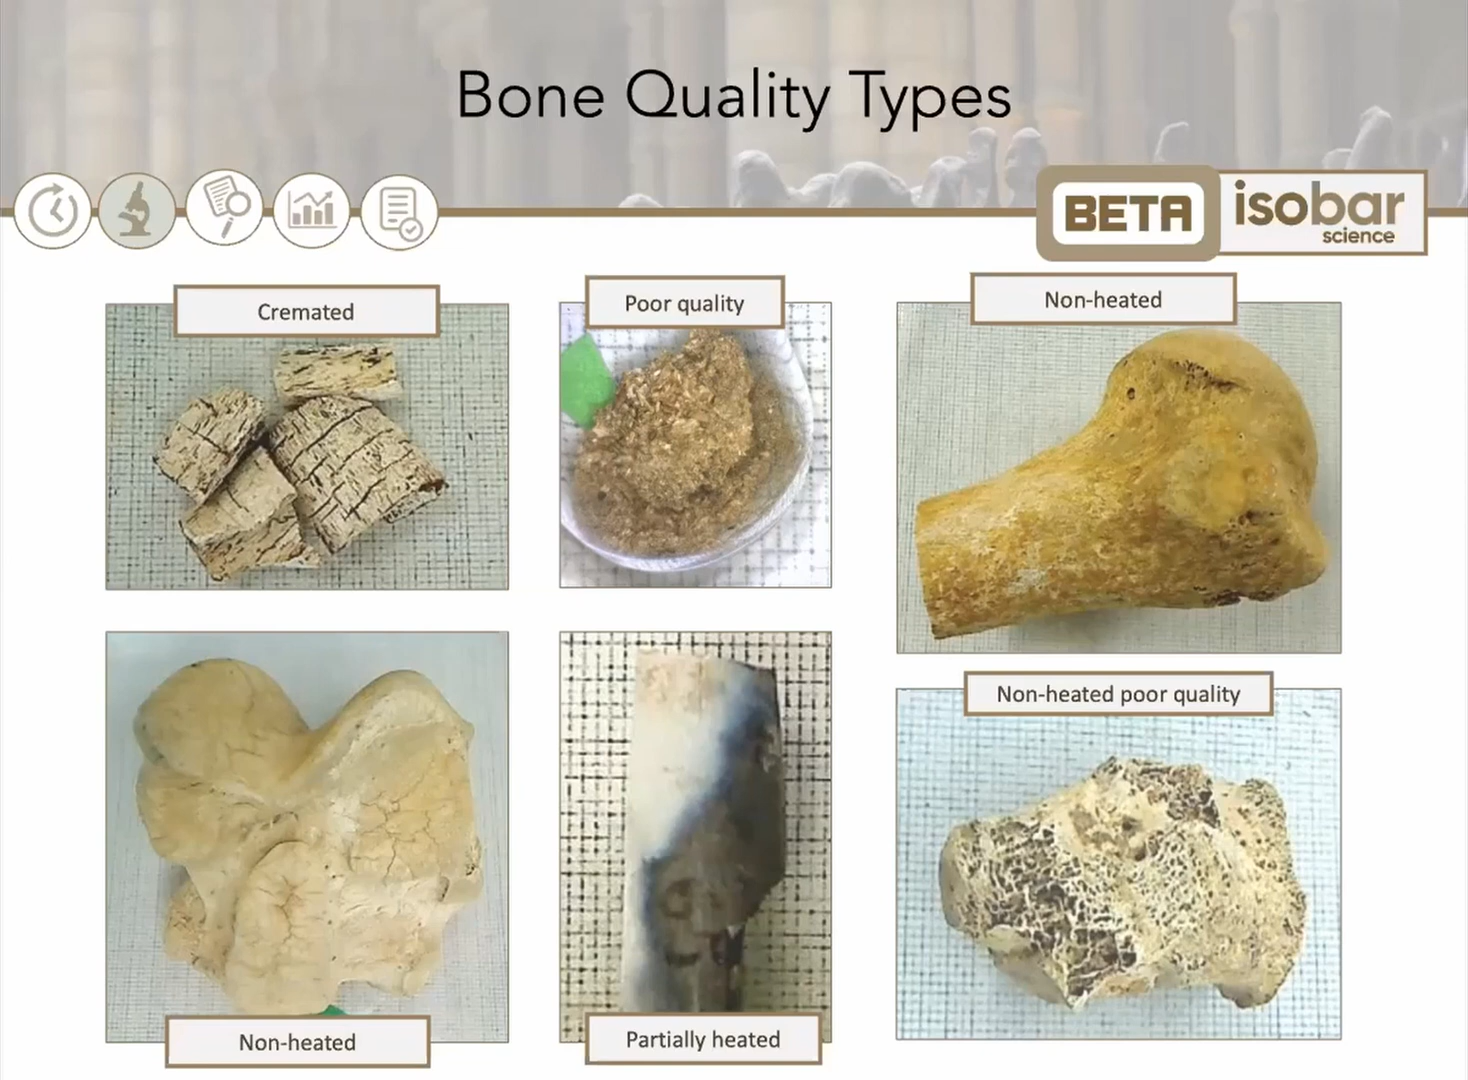 Bone Quality Types
BETA
isobar
science
Cremated
Poor quality
Non-heated
Non-heated poor quality
Non-heated
Partially heated